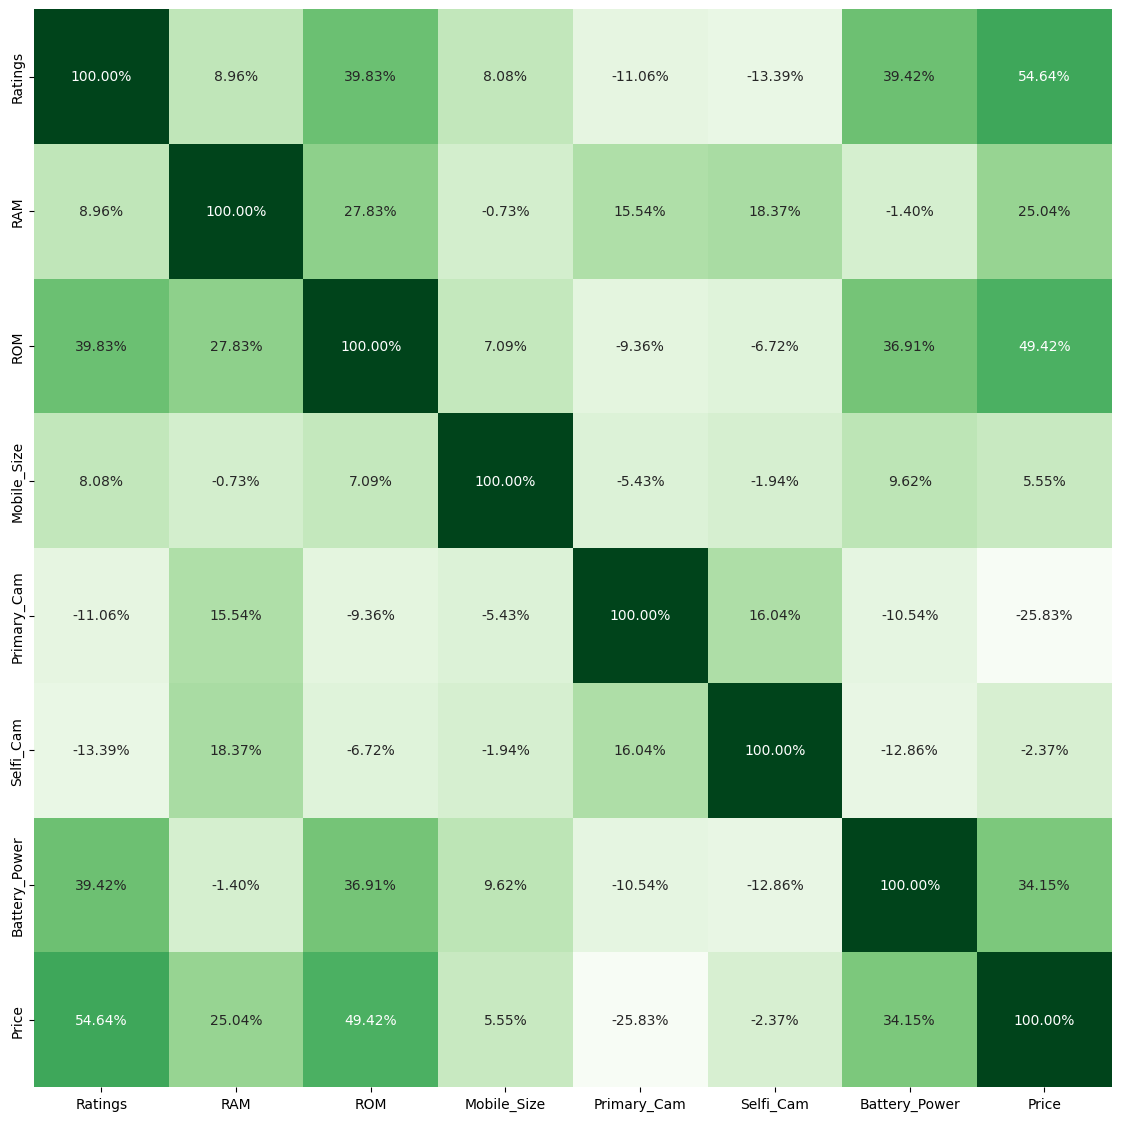 Ratings 100.00% 8.96% 39.83% 8.08% -11.06% -13.39% 39.42% 54.64%
RAM 8.96% 100.00% 27.83% -0.73% 15.54% 18.37% -1.40% 25.04%
ROM 39.83% 27.83% 100.00% 7.09% -9.36% -6.72% 36.91% 49.42%
Mobile_Size 8.08% -0.73% 7.09% 100.00% -5.43% -1.94% 9.62% 5.55%
Primary_Cam -11.06% 15.54% -9.36% -5.43% 100.00% 16.04% -10.54% -25.83%
Selfi_Cam -13.39% 18.37% -6.72% -1.94% 16.04% 100.00% -12.86% -2.37%
Battery_Power 39.42% -1.40% 36.91% 9.62% -10.54% -12.86% 100.00% 34.15%
Price 54.64% 25.04% 49.42% 5.55% -25.83% -2.37% 34.15% 100.00%
Ratings RAM ROM Mobile_Size Primary_Cam Selfi_Cam Battery_Power Price